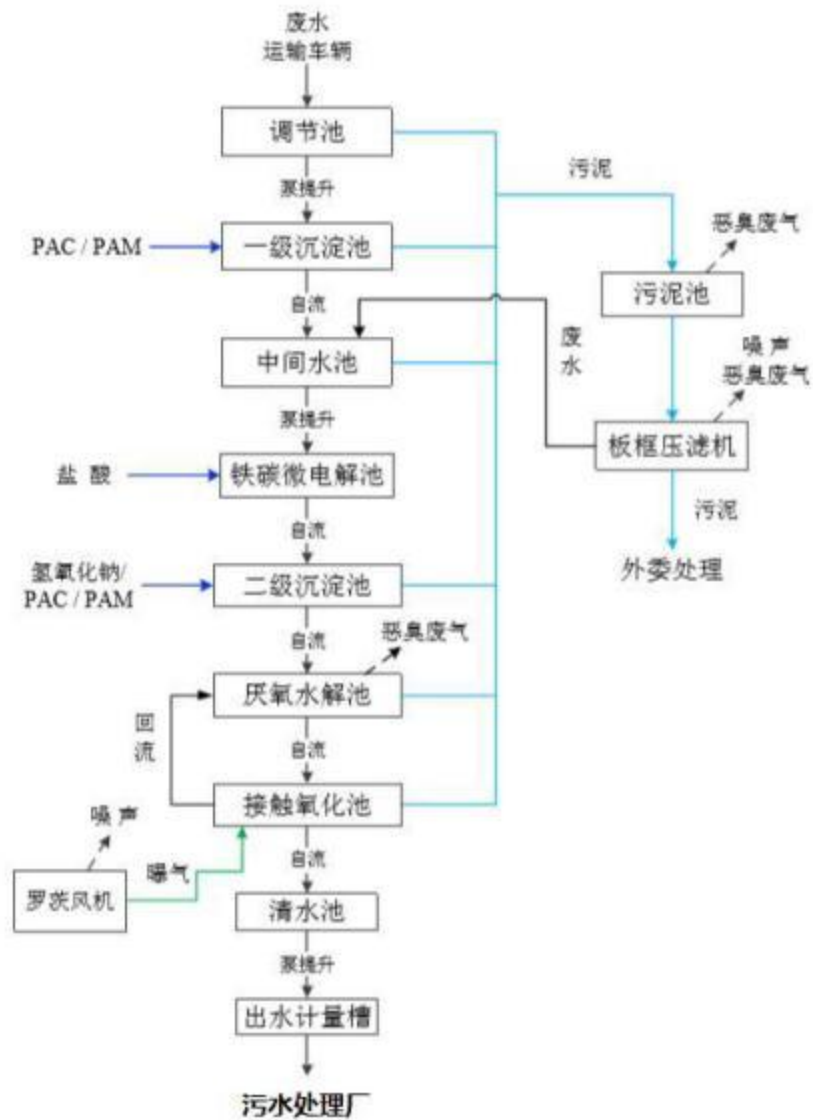 废水
运输车辆
调节池
泵提升
污泥
PAC / PAM
一级沉淀池
恶臭废气
污泥池
自流
废
水
噪 声
恶臭废气
中间水池
泵提升
板框压滤机
盐 酸
铁碳微电解池
污泥
自流
外委处理
氢氧化钠/
PAC / PAM
二级沉淀池
自流
恶臭废气
厌氧水解池
回
流
自流
接触氧化池
噪 声
自流
曝气
罗茨风机
清水池
泵提升
出水计量槽
污水处理厂